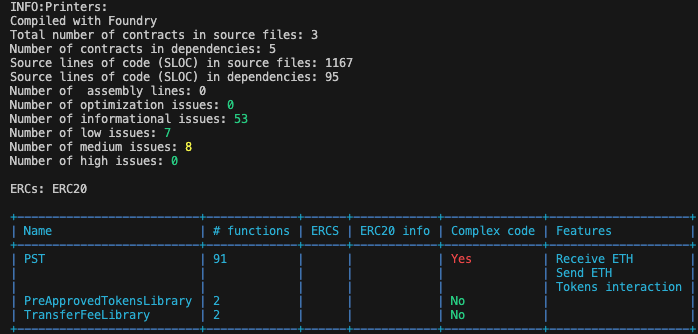 INFO:Printers:
Compiled with Foundry
Total number of contracts in source files: 3
Number of contracts in dependencies: 5
Source lines of code (SLOC) in source files: 1167
Source lines of code (SLOC) in dependencies: 95
Number of  assembly lines: 0
Number of optimization issues: 0
Number of informational issues: 53
Number of low issues: 7
Number of medium issues: 8
Number of high issues: 0
ERCs: ERC20
+--------------------------+-------------+-------+------------+--------------+--------------------+
| Name | # functions | ERCS | ERC20 info | Complex code | Features |
+--------------------------+-------------+-------+------------+--------------+--------------------+
| PST | 91 | | | Yes | Receive ETH |
| | | | | | Send ETH |
| | | | | | Tokens interaction |
| PreApprovedTokensLibrary | 2 | | | No | |
| TransferFeeLibrary | 2 | | | No | |
+--------------------------+-------------+-------+------------+--------------+--------------------+